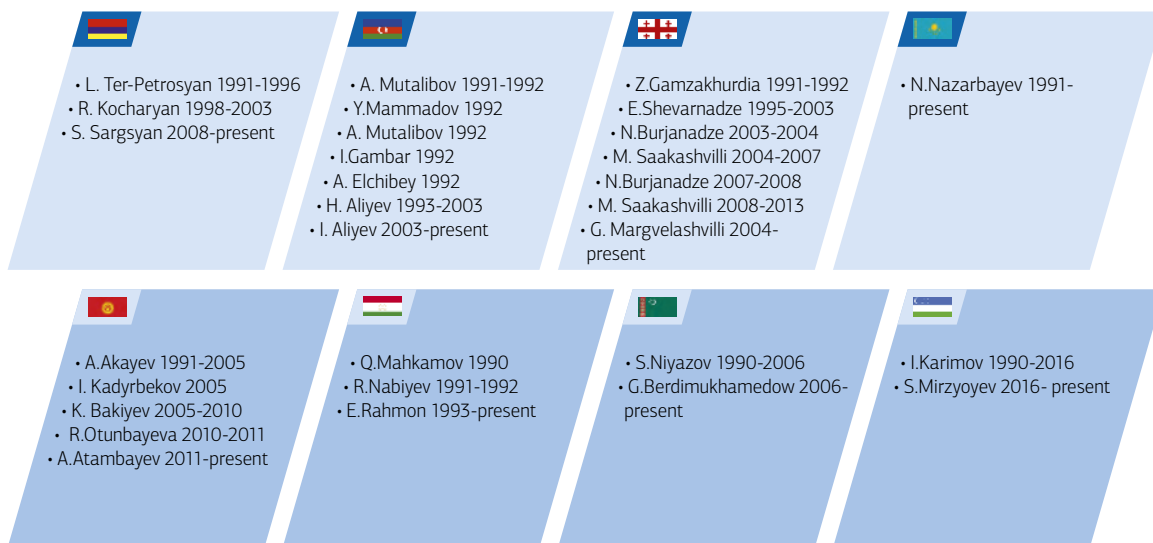 • L. Ter-Petrosyan 1991-1996
• R. Kocharyan 1998-2003
• S. Sargsyan 2008-present
• A. Mutalibov 1991-1992
• Y.Mammadov 1992
• A. Mutalibov 1992
• I.Gambar 1992
• A. Elchibey 1992
• H. Aliyev 1993-2003
• I. Aliyev 2003-present
• Z.Gamzakhurdia 1991-1992
• E.Shevarnadze 1995-2003
• N.Burjanadze 2003-2004
• M. Saakashvilli 2004-2007
• N.Burjanadze 2007-2008
• M. Saakashvilli 2008-2013
• G. Margvelashvilli 2004-
present
• N.Nazarbayev 1991-
present
• A.Akayev 1991-2005
• I. Kadyrbekov 2005
• K. Bakiyev 2005-2010
• R.Otunbayeva 2010-2011
• A.Atambayev 2011-present
• Q.Mahkamov 1990
• R.Nabiyev 1991-1992
• E.Rahmon 1993-present
• S.Niyazov 1990-2006
• G.Berdimukhamedow 2006-
present
• I.Karimov 1990-2016
• S.Mirzyoyev 2016- present